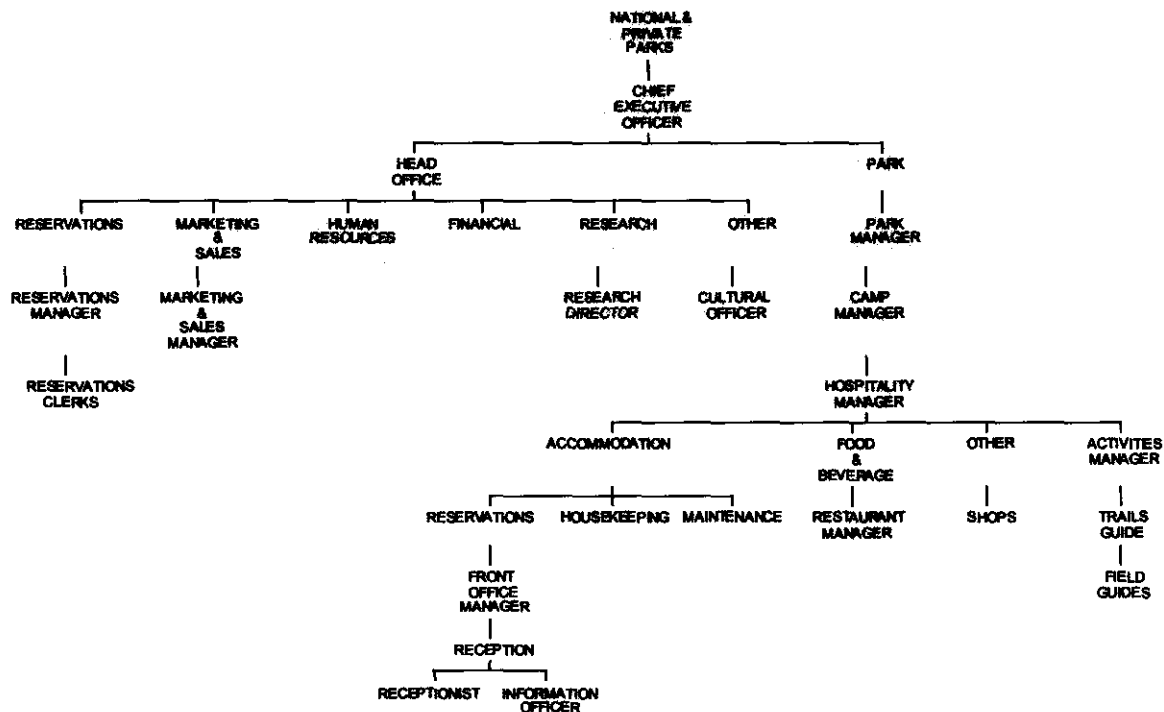 NATIONAL &
PRIVATE
PARKS
CHIEF
EXECUTIVE
OFFICER
HEAD
OFFICE
PARK
RESERVATIONS
MARKETING
&
SALES
HUMAN
RESOURCES
FINANCIAL
RESEARCH
OTHER
PARK
MANAGER
RESERVATIONS
MANAGER
MARKETING
&
SALES
MANAGER
RESEARCH
DIRECTOR
CULTURAL
OFFICER
CAMP
MANAGER
RESERVATIONS
CLERKS
HOSPITALITY
MANAGER
ACCOMMODATION
FOOD
&
BEVERAGE
OTHER
ACTIVITES
MANAGER
RESERVATIONS
HOUSEKEEPING
MAINTENANCE
RESTAURANT
MANAGER
SHOPS
TRAILS
GUIDE
FRONT
OFFICE
MANAGER
FIELD
GUIDES
RECEPTION
RECEPTIONIST
INFORMATION
OFFICER